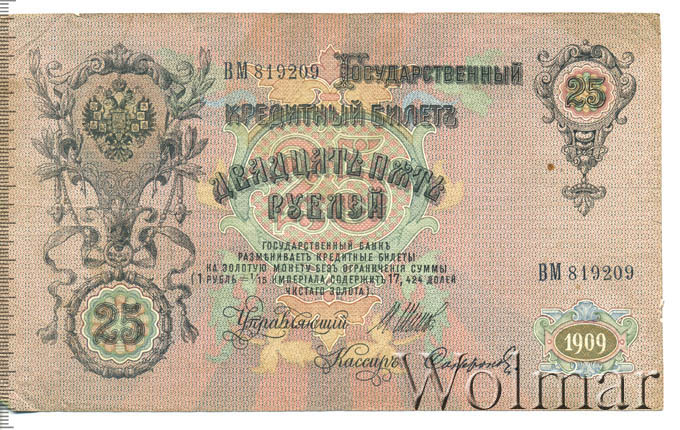 ВМ 819209 Государственный
25
кредитный билетъ
двадцать пять
рублей
ГОСУДАРСТВЕННЫЙ БАНКЪ
РАЗМѢНИВАЕТЪ КРЕДИТНЫЕ БИЛЕТЫ
НА ЗОЛОТУЮ МОНЕТУ БЕЗЪ ОГРАНИЧЕНІЯ СУММЫ
(1 РУБЛЬ = 1/15 ИМПЕРІАЛА, СОДЕРЖИТЪ 17, 424 ДОЛЕЙ
ЧИСТАГО ЗОЛОТА).
ВМ 819209
25
Управляющій
1909
Кассиръ
Wolmar